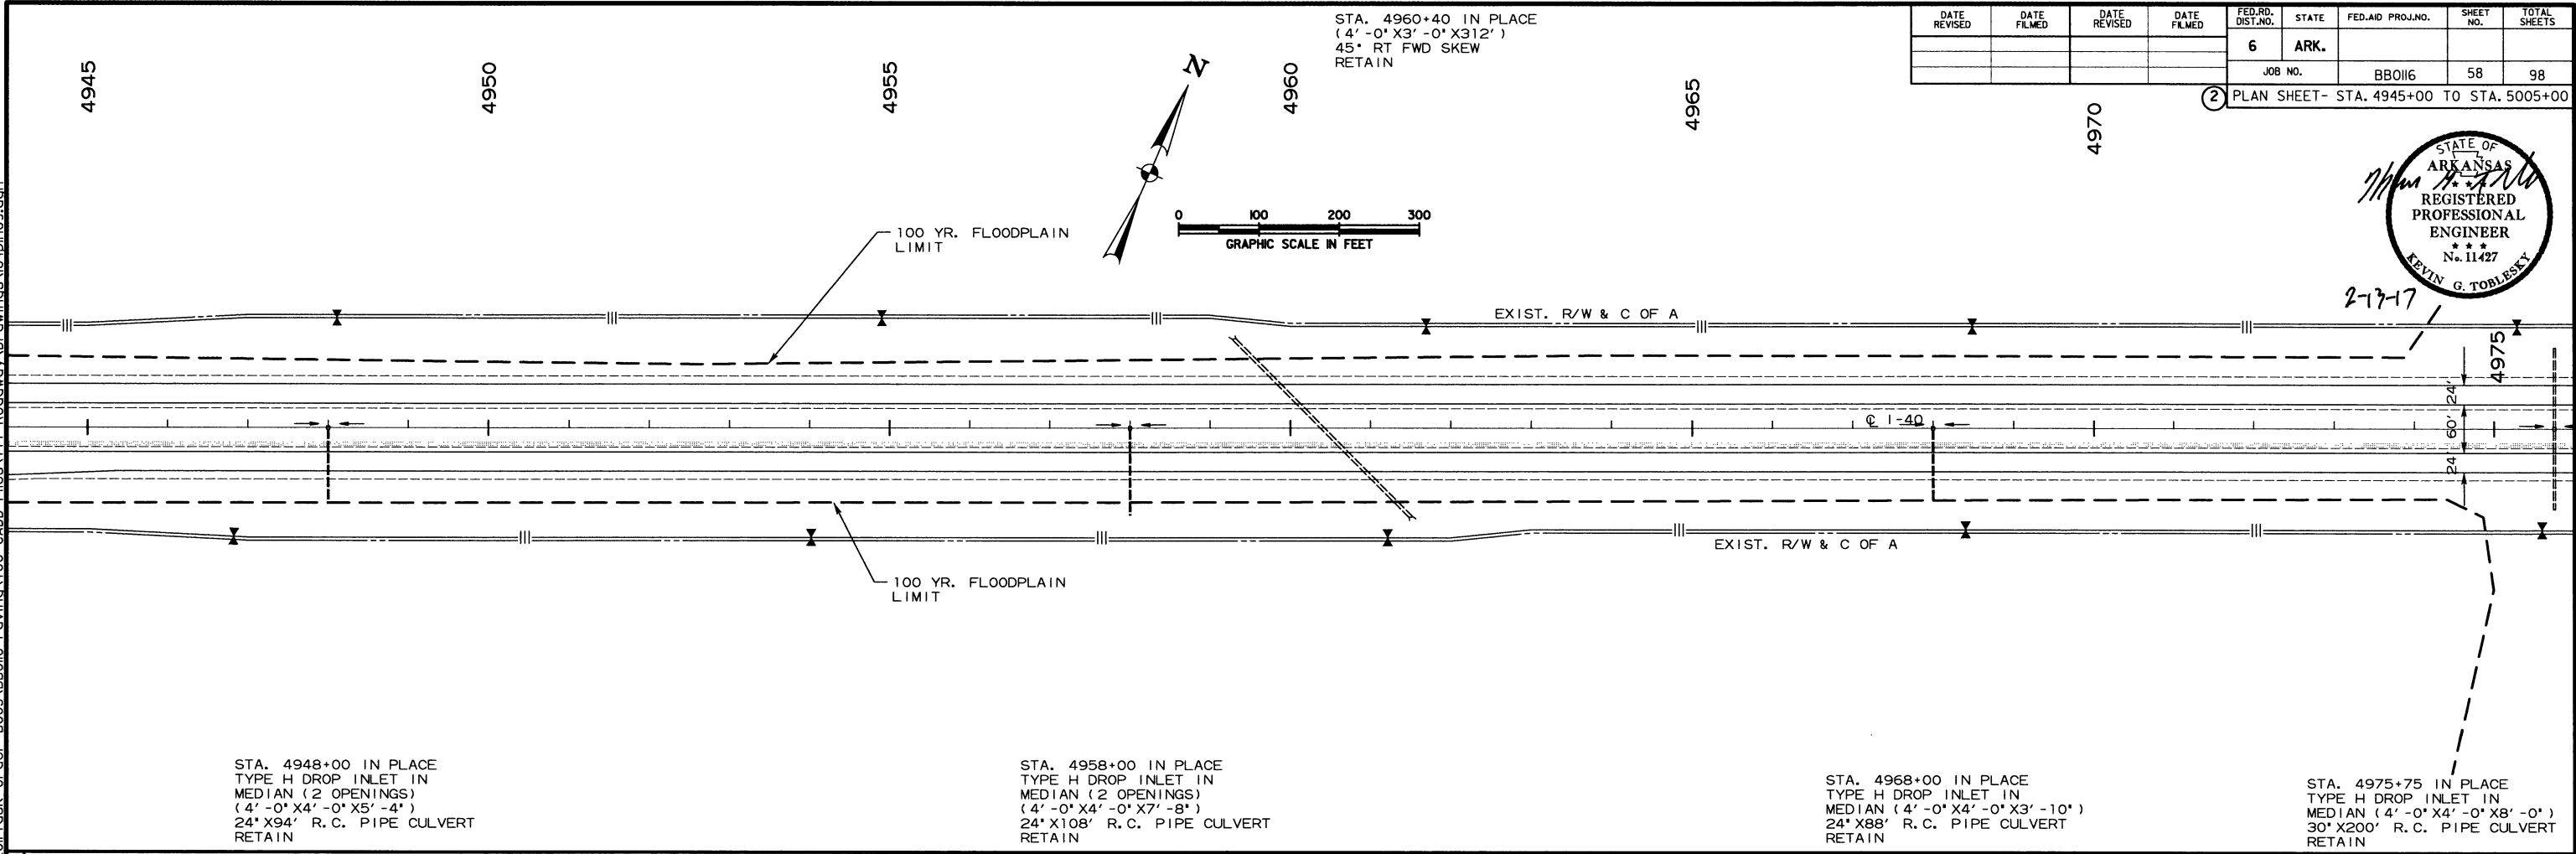 STA. 4960+40 IN PLACE
(4'-0"X3'-0"X312')
45° RT FWD SKEW
RETAIN
DATE REVISED
DATE FILMED
DATE REVISED
DATE FILMED
FED.RD. DIST.NO.
STATE
FED.AID PROJ.NO.
SHEET NO.
TOTAL SHEETS
6
ARK.
JOB NO.
BB0116
58
98
2 PLAN SHEET- STA. 4945+00 TO STA. 5005+00
4945
4950
4955
4960
4965
4970
4975
N
0 100 200 300
GRAPHIC SCALE IN FEET
STATE OF
ARKANSAS
REGISTERED
PROFESSIONAL
ENGINEER
No. 11427
KEVIN G. TOBLESKY
2-13-17
100 YR. FLOODPLAIN
LIMIT
EXIST. R/W & C OF A
℄ I-40
24'
60'
24'
EXIST. R/W & C OF A
100 YR. FLOODPLAIN
LIMIT
STA. 4948+00 IN PLACE
TYPE H DROP INLET IN
MEDIAN (2 OPENINGS)
(4'-0"X4'-0"X5'-4")
24"X94' R.C. PIPE CULVERT
RETAIN
STA. 4958+00 IN PLACE
TYPE H DROP INLET IN
MEDIAN (2 OPENINGS)
(4'-0"X4'-0"X7'-8")
24"X108' R.C. PIPE CULVERT
RETAIN
STA. 4968+00 IN PLACE
TYPE H DROP INLET IN
MEDIAN (4'-0"X4'-0"X3'-10")
24"X88' R.C. PIPE CULVERT
RETAIN
STA. 4975+75 IN PLACE
TYPE H DROP INLET IN
MEDIAN (4'-0"X4'-0"X8'-0")
30"X200' R.C. PIPE CULVERT
RETAIN